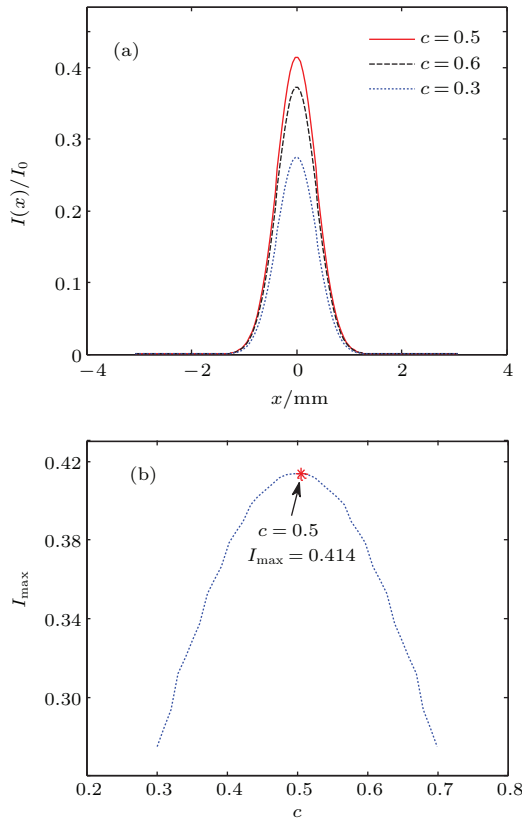 (a)
c = 0.5
c = 0.6
c = 0.3
I(x)/I₀
0.4
0.3
0.2
0.1
0
−4
−2
0
2
4
x/mm
(b)
c = 0.5
Iₘₐₓ = 0.414
Iₘₐₓ
0.42
0.38
0.34
0.30
0.2
0.3
0.4
0.5
0.6
0.7
0.8
c